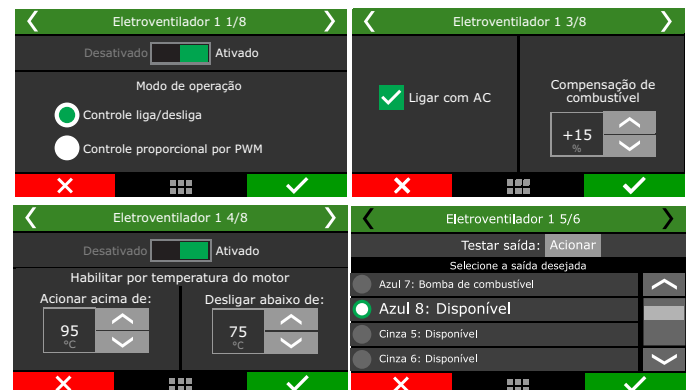 Eletroventilador 1 1/8
Desativado Ativado
Modo de operação
Controle liga/desliga
Controle proporcional por PWM
Eletroventilador 1 3/8
Ligar com AC
Compensação de
combustível
+15
%
Eletroventilador 1 4/8
Desativado Ativado
Habilitar por temperatura do motor
Acionar acima de:
95
°C
Desligar abaixo de:
75
°C
Eletroventilador 1 5/6
Testar saída: Acionar
Selecione a saída desejada
Azul 7: Bomba de combustível
Azul 8: Disponível
Cinza 5: Disponível
Cinza 6: Disponível